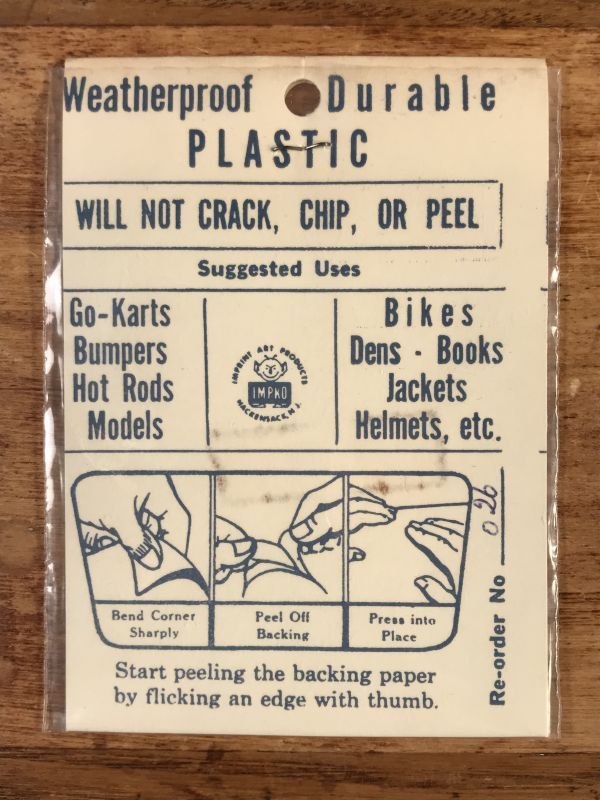 Weatherproof Durable
PLASTIC
WILL NOT CRACK, CHIP, OR PEEL
Suggested Uses
Go-Karts
Bumpers
Hot Rods
Models
IMPRINT ART PRODUCTS
IMPKO
HACKENSACK, N.J.
Bikes
Dens · Books
Jackets
Helmets, etc.
Bend Corner
Sharply
Peel Off
Backing
Press into
Place
Re-order No 026
Start peeling the backing paper
by flicking an edge with thumb.